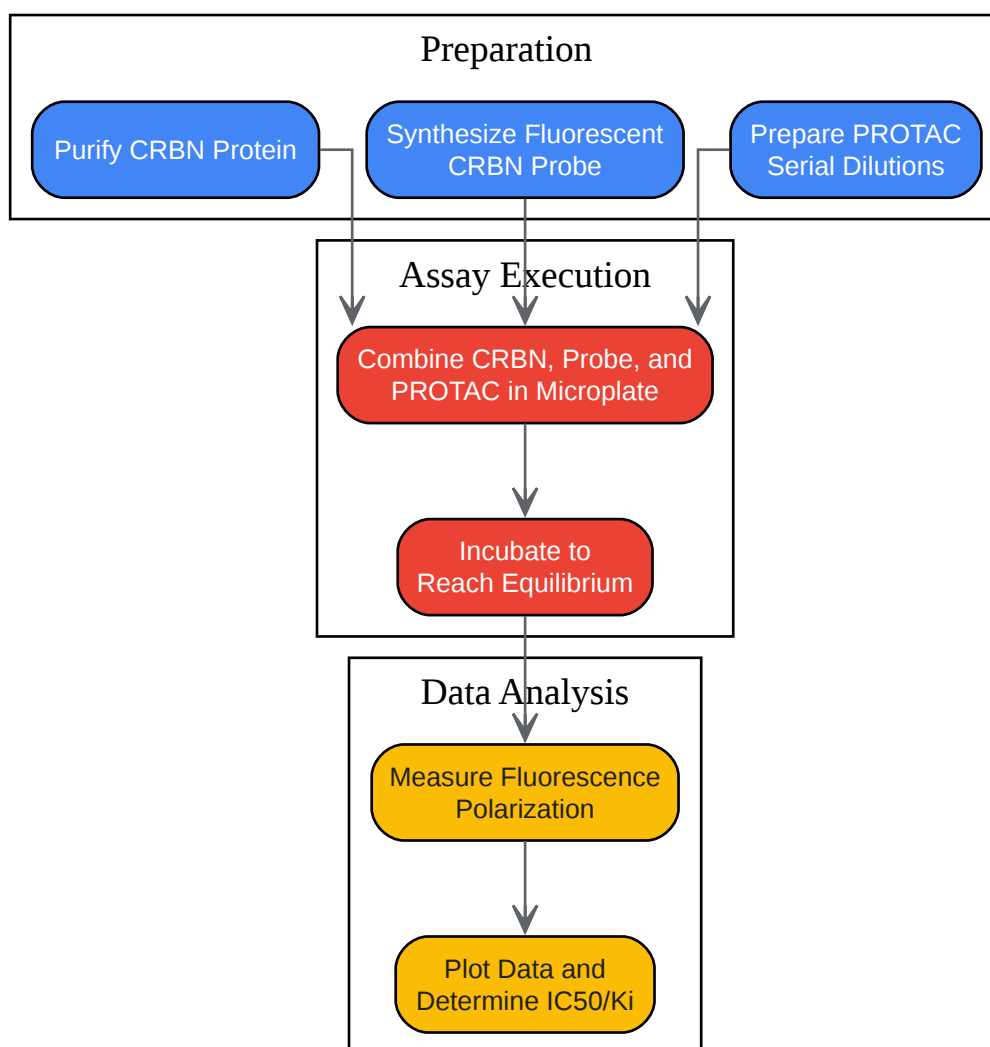 Preparation
Purify CRBN Protein
Synthesize Fluorescent
CRBN Probe
Prepare PROTAC
Serial Dilutions
Assay Execution
Combine CRBN, Probe, and
PROTAC in Microplate
Incubate to
Reach Equilibrium
Data Analysis
Measure Fluorescence
Polarization
Plot Data and
Determine IC50/Ki